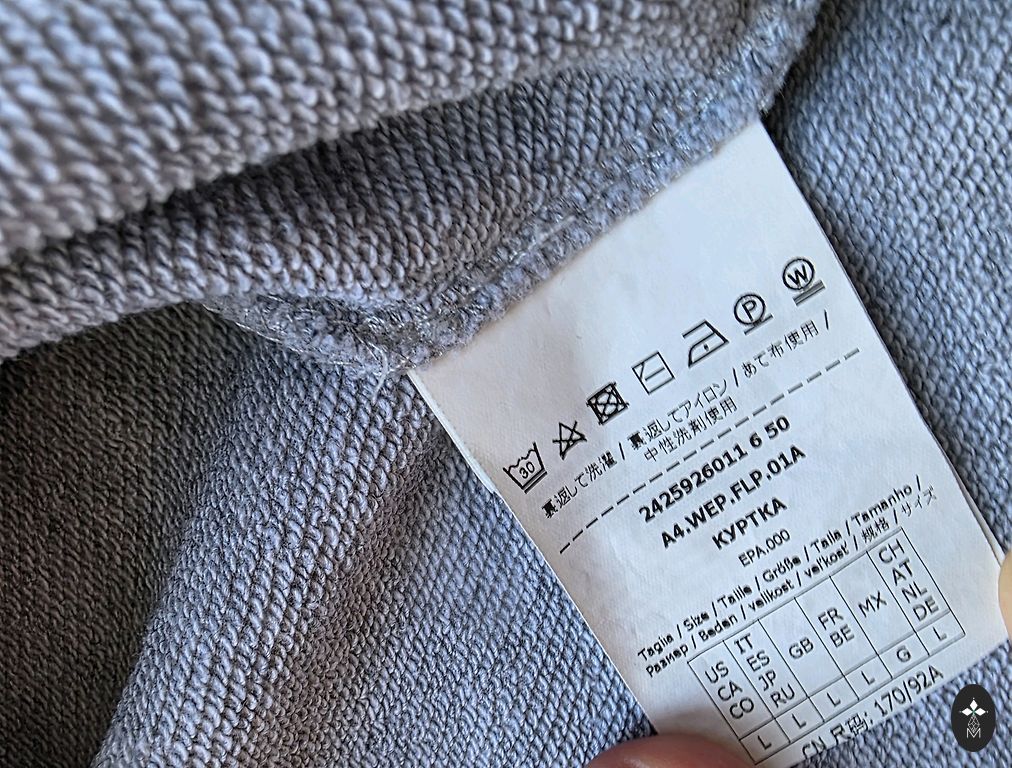 30
P
W
裏返して洗濯 / 裏返してアイロン / あて布使用 /
中性洗剤使用
2425926011 6 50
A4.WEP.FLP.01A
КУРТКА
EPA.000
Taglia / Size / Taille / Größe / Talla / Tamanho /
Размер / Beden / velikost / veľkosť / 规格 / サイズ
US CA CO IT ES JP RU GB FR BE MX CH AT NL DE
L L L L G L
CN 尺码: 170/92A
M